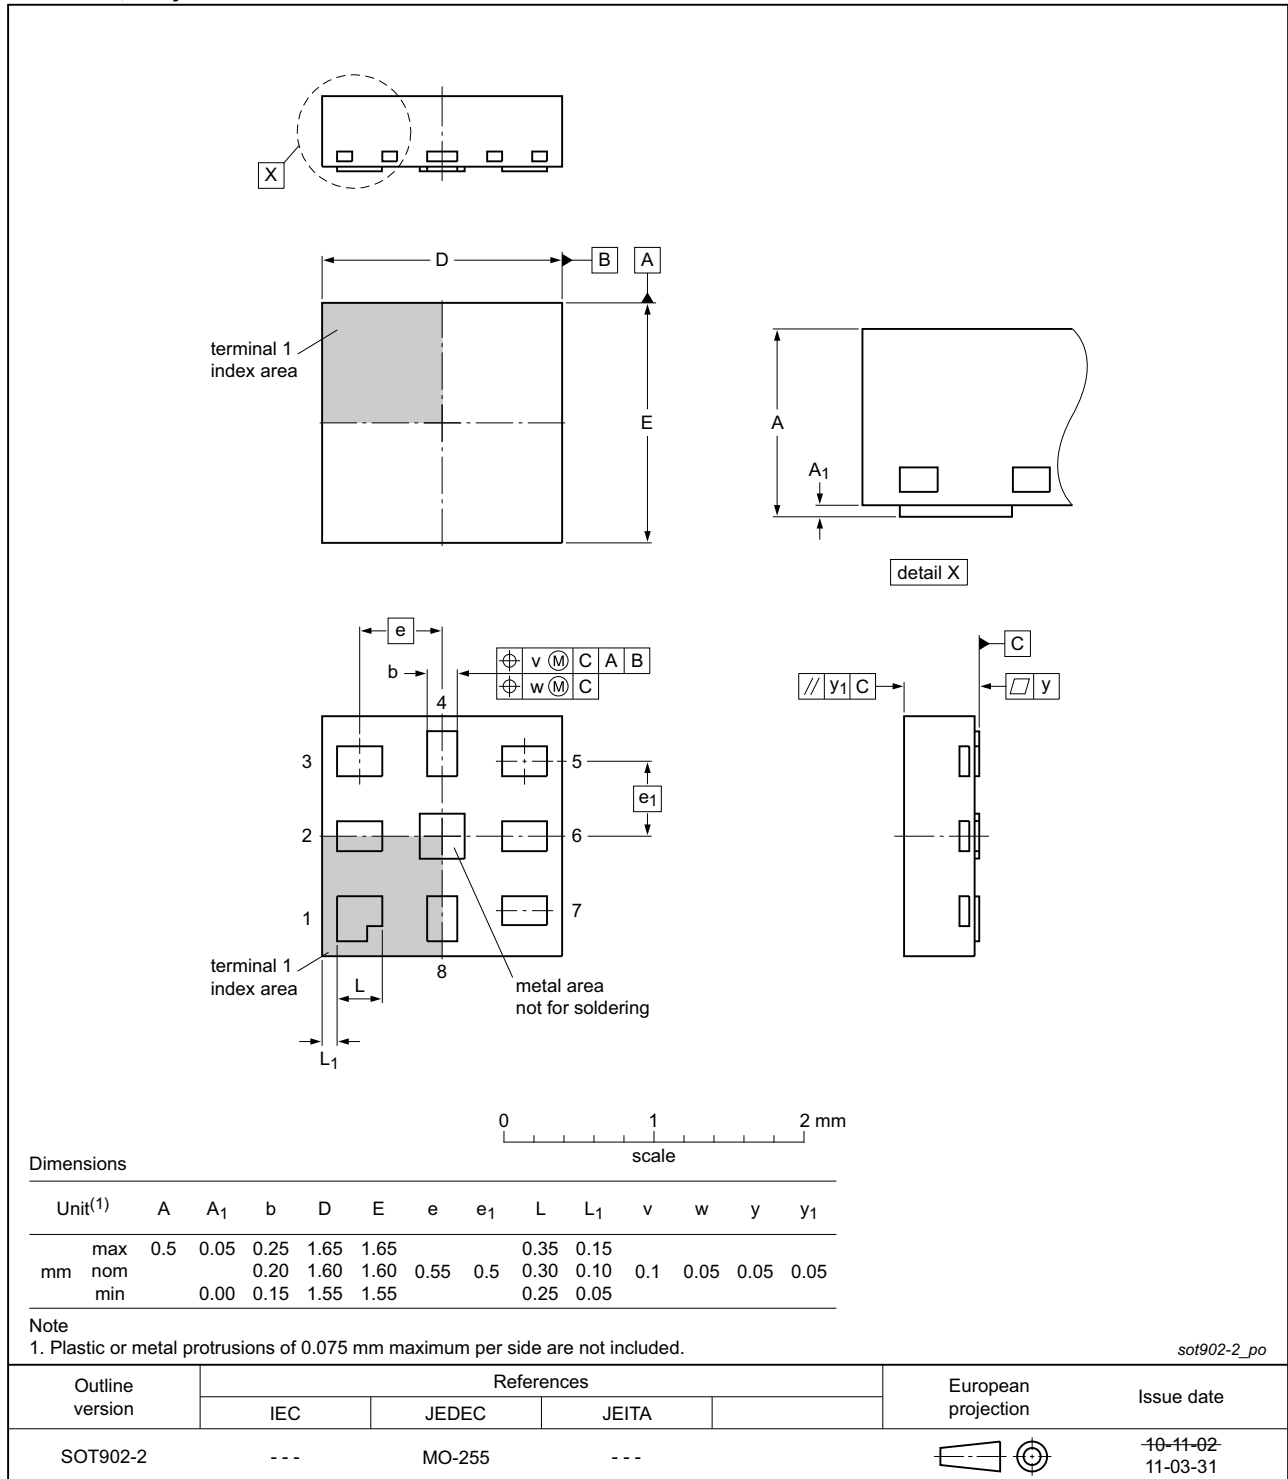 X
D
B
A
terminal 1
index area
E
A
A1
detail X
e
b
v M C A B
w M C
4
3
5
e1
2
6
1
7
terminal 1
index area
L
8
metal area
not for soldering
L1
C
// y1 C
y
0 1 2 mm
scale
Dimensions
Unit(1) A A1 b D E e e1 L L1 v w y y1
max 0.5 0.05 0.25 1.65 1.65 0.35 0.15
mm nom 0.20 1.60 1.60 0.55 0.5 0.30 0.10 0.1 0.05 0.05 0.05
min 0.00 0.15 1.55 1.55 0.25 0.05
Note
1. Plastic or metal protrusions of 0.075 mm maximum per side are not included.
sot902-2_po
Outline
version
References
IEC JEDEC JEITA
European
projection
Issue date
SOT902-2 - - - MO-255 - - -
10-11-02
11-03-31